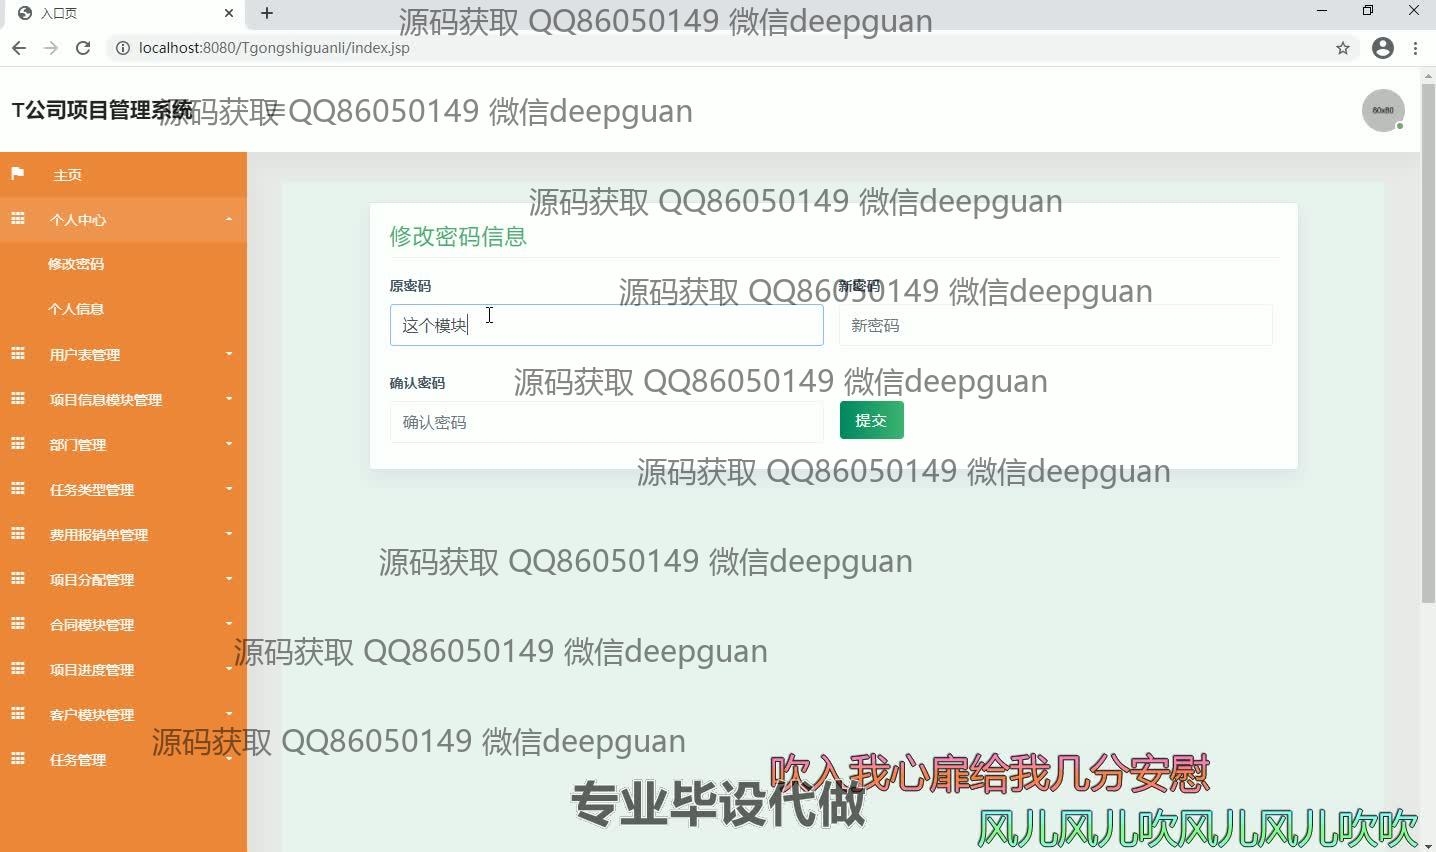 入口页
源码获取 QQ86050149 微信deepguan
localhost:8080/Tgongshiguanli/index.jsp
T公司项目管理系统
源码获取 QQ86050149 微信deepguan
60x60
主页
个人中心
修改密码
个人信息
用户表管理
项目信息模块管理
部门管理
任务类型管理
费用报销单管理
项目分配管理
合同模块管理
项目进度管理
客户模块管理
任务管理
源码获取 QQ86050149 微信deepguan
修改密码信息
原密码
新密码
源码获取 QQ86050149 微信deepguan
这个模块
新密码
确认密码
源码获取 QQ86050149 微信deepguan
确认密码
提交
源码获取 QQ86050149 微信deepguan
源码获取 QQ86050149 微信deepguan
源码获取 QQ86050149 微信deepguan
源码获取 QQ86050149 微信deepguan
吹入我心扉给我几分安慰
专业毕设代做
风儿风儿吹风儿风儿吹吹